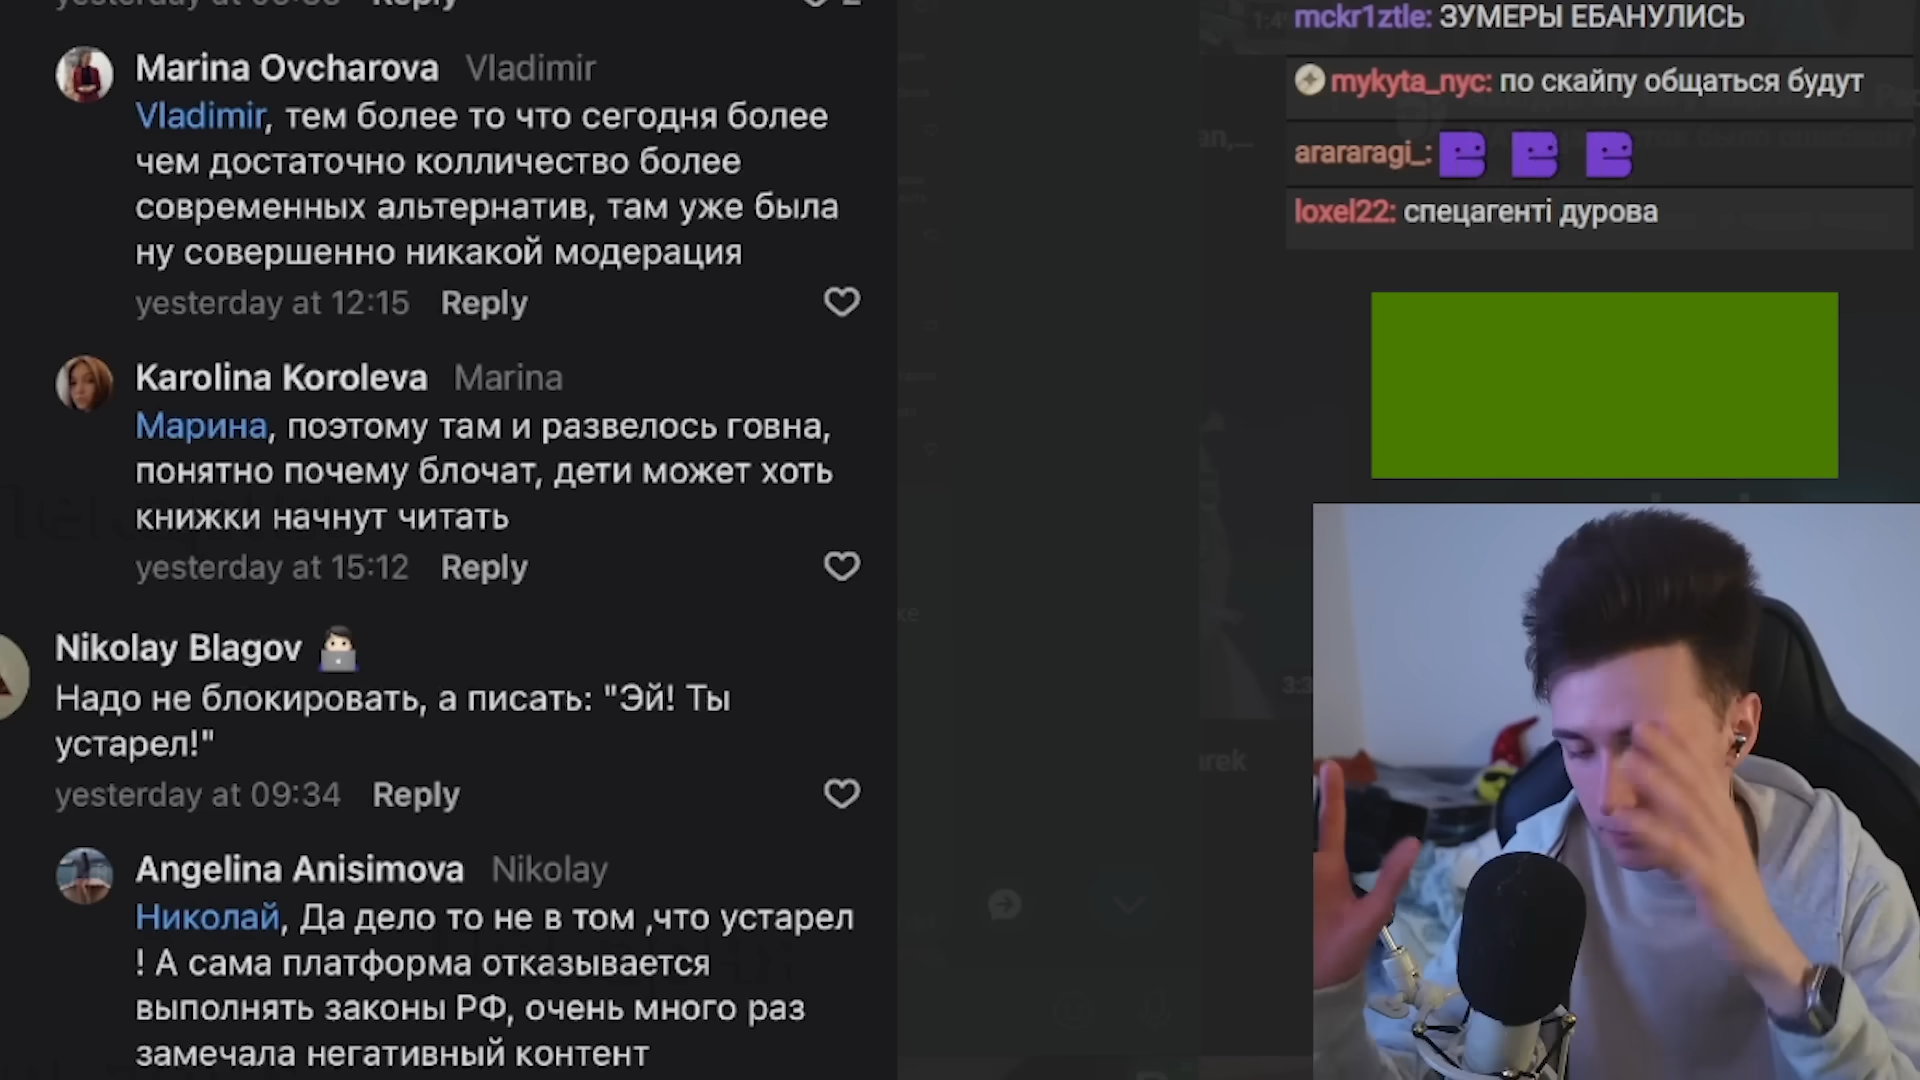 Reply
Marina Ovcharova Vladimir
Vladimir, тем более то что сегодня более
чем достаточно колличество более
современных альтернатив, там уже была
ну совершенно никакой модерация
yesterday at 12:15 Reply
Karolina Koroleva Marina
Марина, поэтому там и развелось говна,
понятно почему блочат, дети может хоть
книжки начнут читать
yesterday at 15:12 Reply
Nikolay Blagov
Надо не блокировать, а писать: "Эй! Ты
устарел!"
yesterday at 09:34 Reply
Angelina Anisimova Nikolay
Николай, Да дело то не в том ,что устарел
! А сама платформа отказывается
выполнять законы РФ, очень много раз
замечала негативный контент
mckr1ztle: ЗУМЕРЫ ЕБАНУЛИСЬ
mykyta_nyc: по скайпу общаться будут
arararagi_:
loxel22: спецагенті дурова